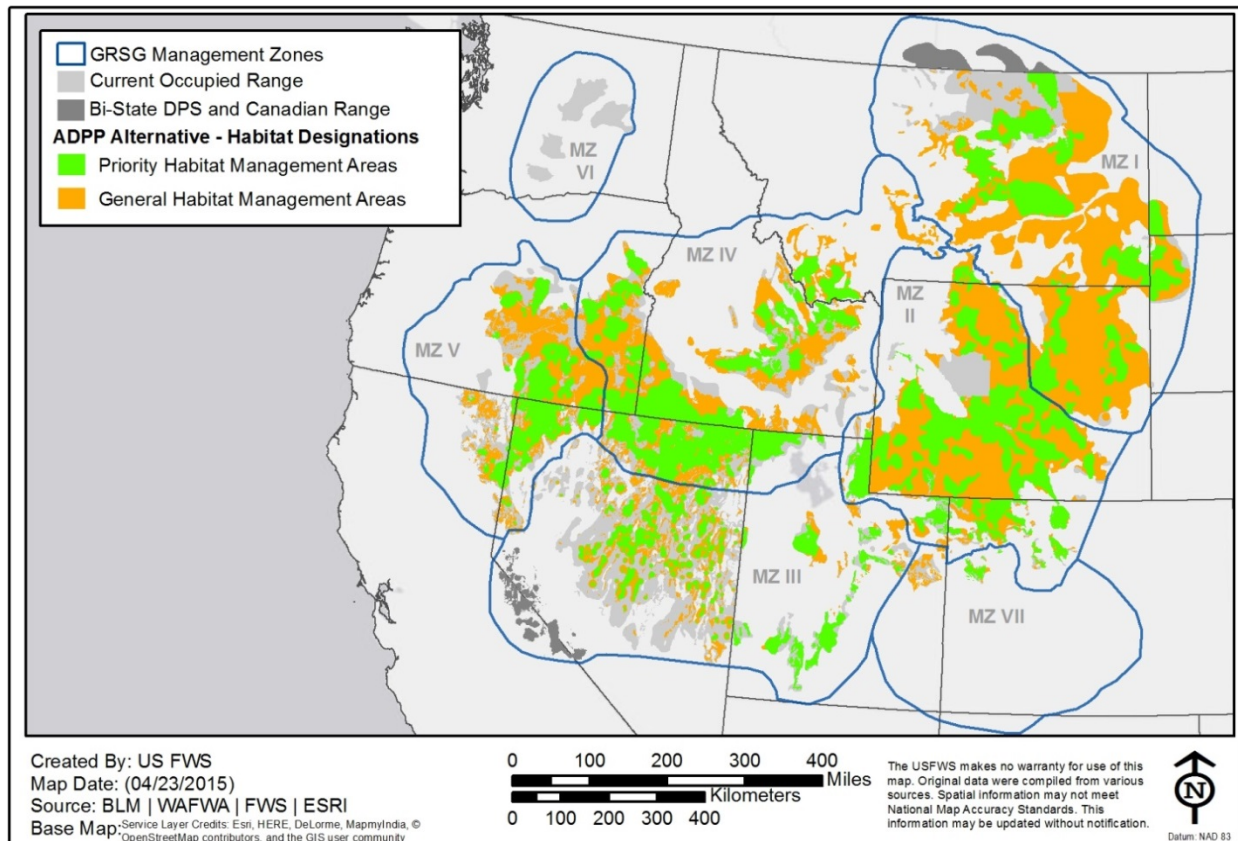 GRSG Management Zones
Current Occupied Range
Bi-State DPS and Canadian Range
ADPP Alternative - Habitat Designations
Priority Habitat Management Areas
General Habitat Management Areas
MZ
VI
MZ I
MZ IV
MZ
II
MZ V
MZ III
MZ VII
Created By: US FWS
Map Date: (04/23/2015)
Source: BLM | WAFWA | FWS | ESRI
Base Map: Service Layer Credits: Esri, HERE, DeLorme, MapmyIndia, ©
OpenStreetMap contributors, and the GIS user community
0 100 200 300 400
Miles
Kilometers
0 100 200 300 400
The USFWS makes no warranty for use of this
map. Original data were compiled from various
sources. Spatial information may not meet
National Map Accuracy Standards. This
information may be updated without notification.
N
Datum: NAD 83